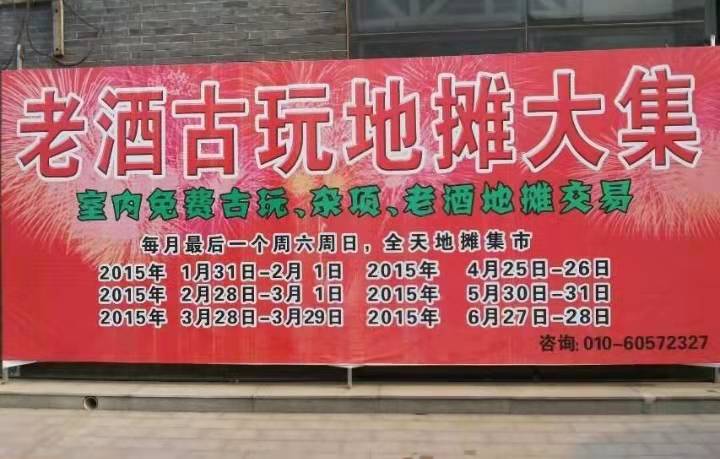 老酒古玩地摊大集
室内免费古玩、杂项、老酒地摊交易
每月最后一个周六周日，全天地摊集市
2015年 1月31日-2月 1日 2015年 4月25日-26日
2015年 2月28日-3月 1日 2015年 5月30日-31日
2015年 3月28日-3月29日 2015年 6月27日-28日
咨询: 010-60572327